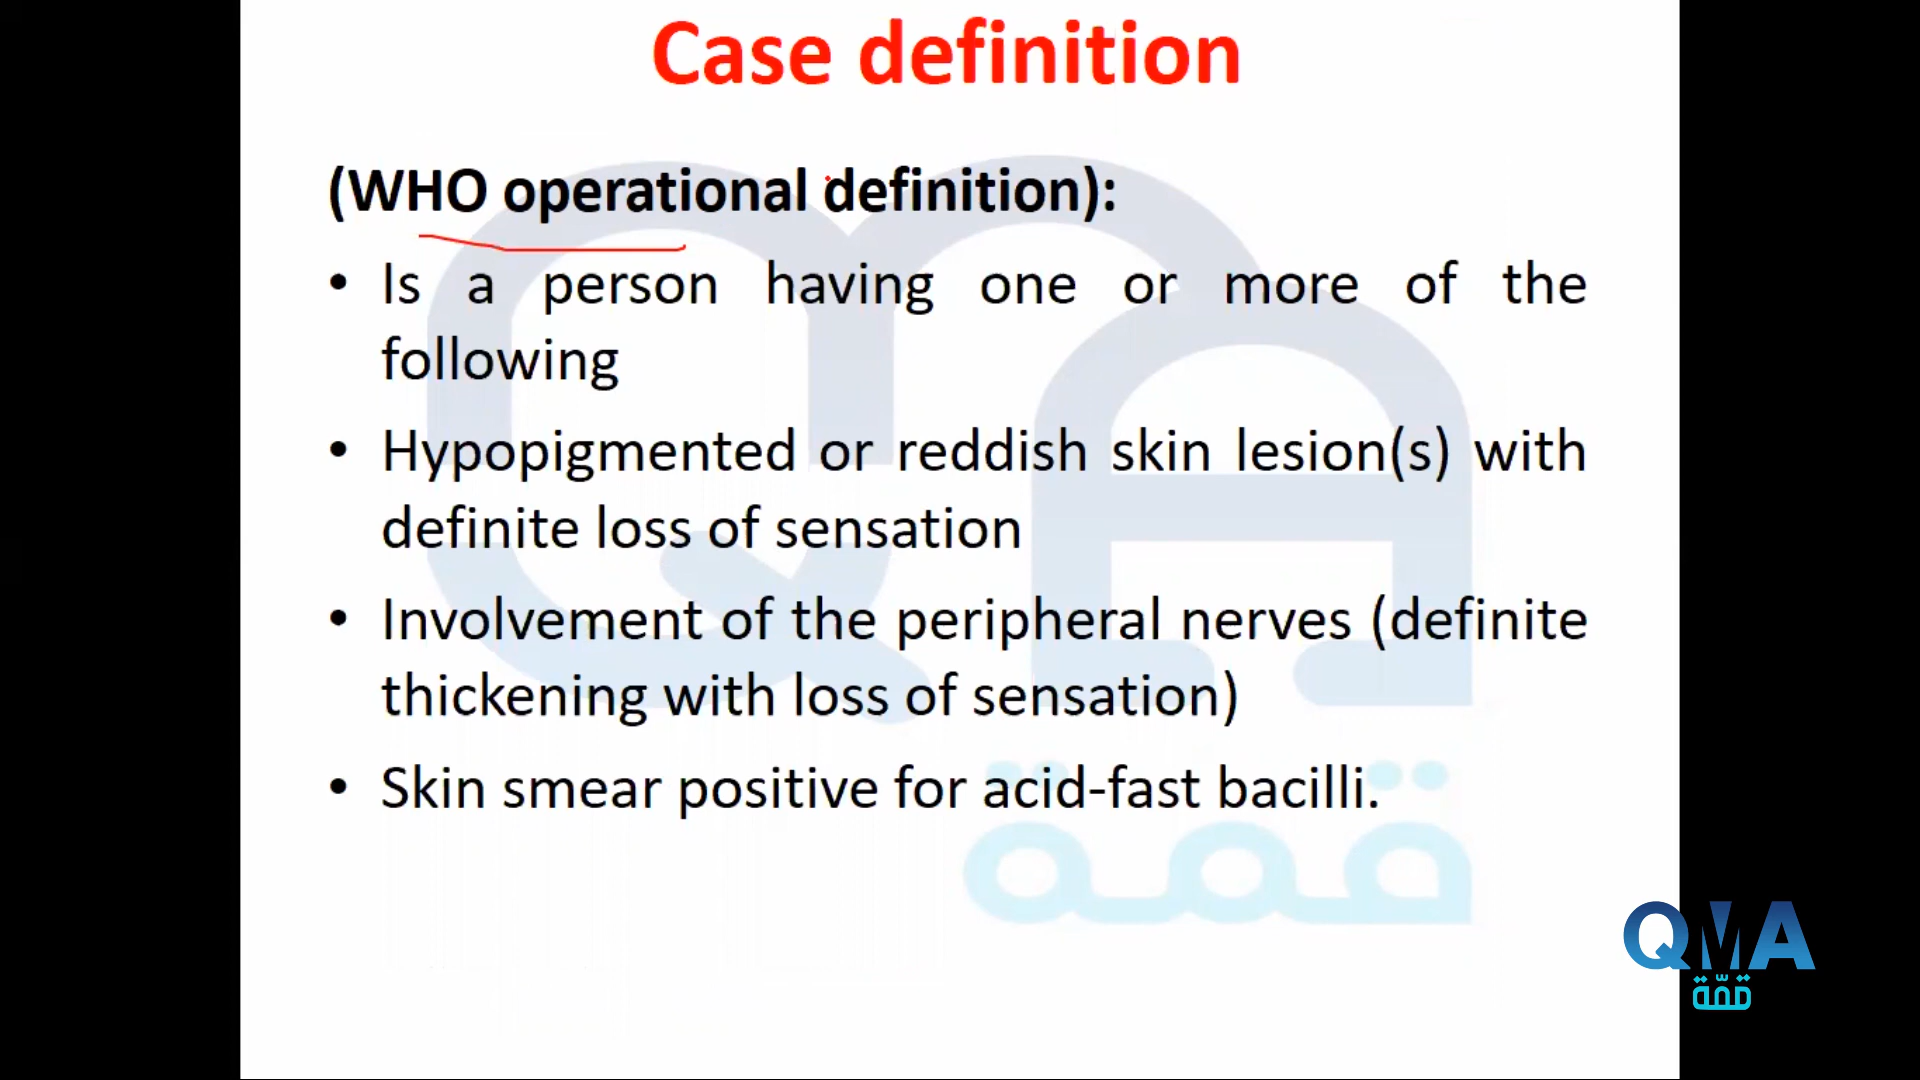 Case definition
(WHO operational definition):
• Is a person having one or more of the
following
• Hypopigmented or reddish skin lesion(s) with
definite loss of sensation
• Involvement of the peripheral nerves (definite
thickening with loss of sensation)
• Skin smear positive for acid-fast bacilli.
قمة
QMA
قمّة